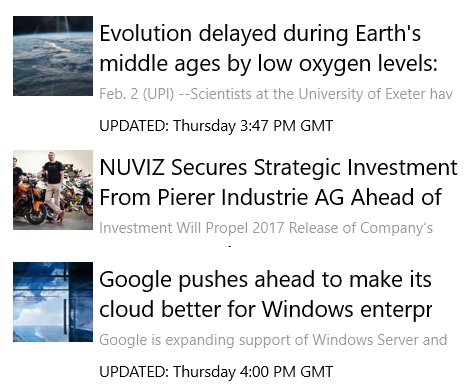 Evolution delayed during Earth's
middle ages by low oxygen levels:
Feb. 2 (UPI) --Scientists at the University of Exeter hav
UPDATED: Thursday 3:47 PM GMT
NUVIZ Secures Strategic Investment
From Pierer Industrie AG Ahead of
Investment Will Propel 2017 Release of Company’s
Google pushes ahead to make its
cloud better for Windows enterpr
Google is expanding support of Windows Server and
UPDATED: Thursday 4:00 PM GMT